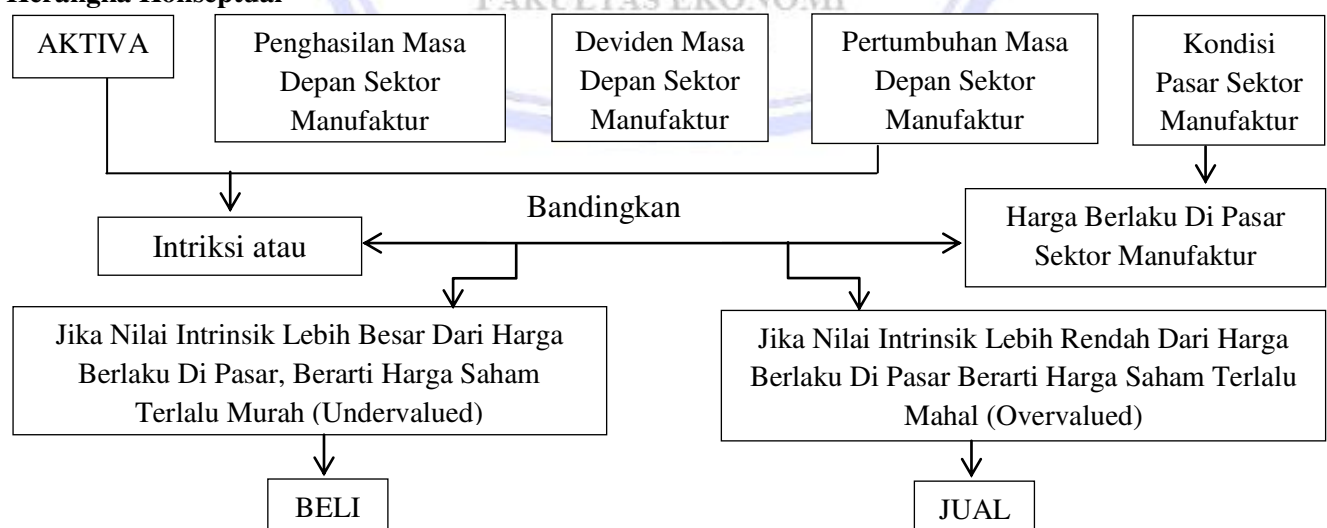 Kerangka Konseptual
FAKULTAS EKONOMI
AKTIVA
Penghasilan Masa
Depan Sektor
Manufaktur
Deviden Masa
Depan Sektor
Manufaktur
Pertumbuhan Masa
Depan Sektor
Manufaktur
Kondisi
Pasar Sektor
Manufaktur
Bandingkan
Intriksi atau
Harga Berlaku Di Pasar
Sektor Manufaktur
Jika Nilai Intrinsik Lebih Besar Dari Harga
Berlaku Di Pasar, Berarti Harga Saham
Terlalu Murah (Undervalued)
Jika Nilai Intrinsik Lebih Rendah Dari Harga
Berlaku Di Pasar Berarti Harga Saham Terlalu
Mahal (Overvalued)
BELI
JUAL